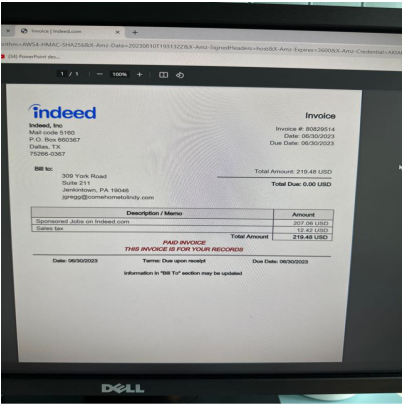 Invoice | Indeed.com
[34] PowerPoint dec...
1 / 1
100%
indeed
Invoice
Indeed, Inc
Mail code 5160
P.O. Box 660367
Dallas, TX
75266-0367
Invoice #: 80829514
Date: 06/30/2023
Due Date: 06/30/2023
Bill to:
309 York Road
Suite 211
Jenkintown, PA 19046
jgregg@comehometolindy.com
Total Amount: 219.48 USD
Total Due: 0.00 USD
Description / Memo Amount
Sponsored Jobs on Indeed.com 207.06 USD
Sales tax 12.42 USD
Total Amount 219.48 USD
PAID INVOICE
THIS INVOICE IS FOR YOUR RECORDS
Date: 06/30/2023 Terms: Due upon receipt Due Date: 06/30/2023
information in "Bill To" section may be updated
DELL